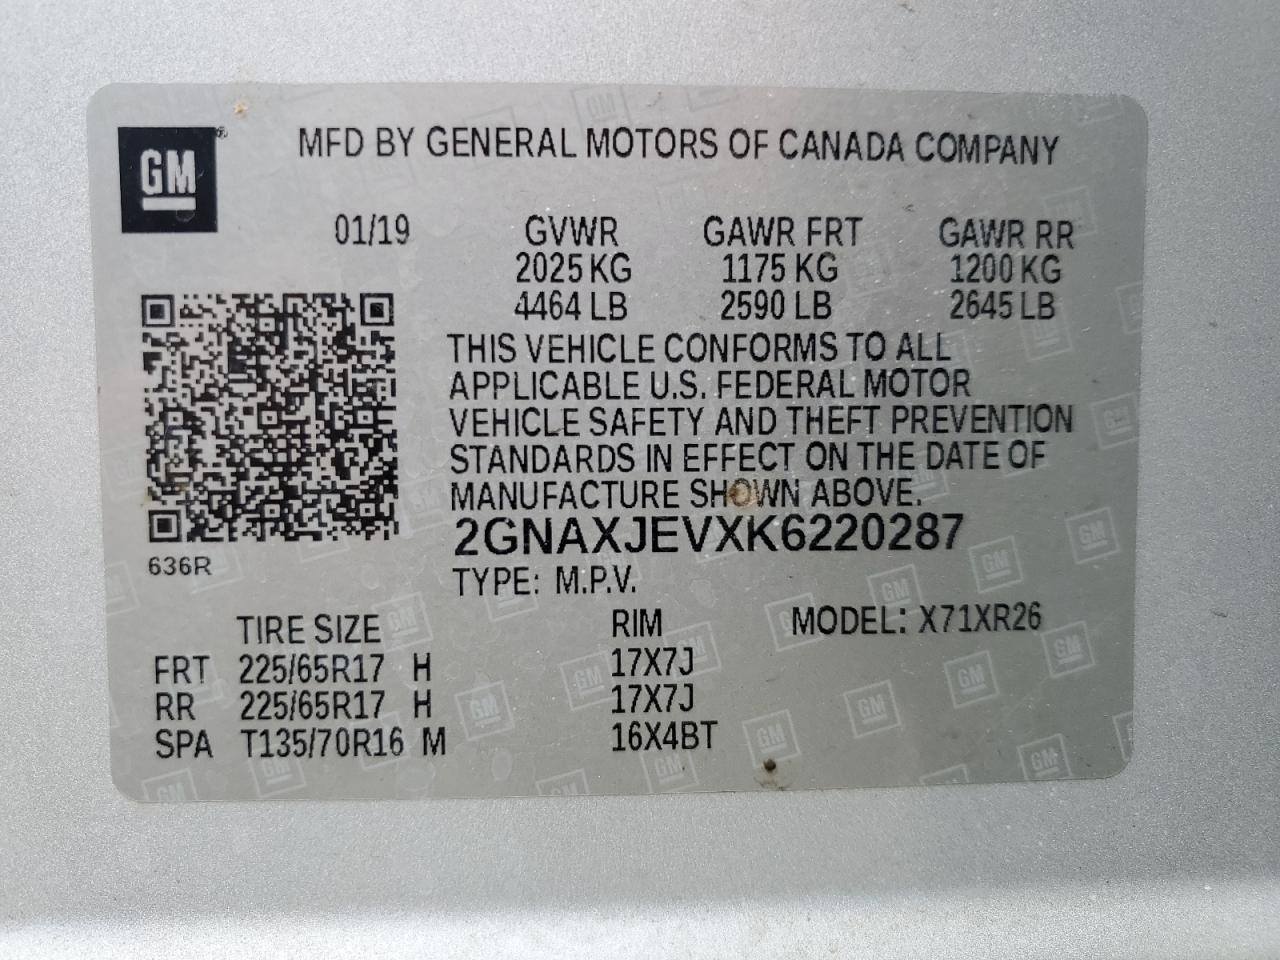 GM®
MFD BY GENERAL MOTORS OF CANADA COMPANY
01/19 GVWR GAWR FRT GAWR RR
2025 KG 1175 KG 1200 KG
4464 LB 2590 LB 2645 LB
THIS VEHICLE CONFORMS TO ALL
APPLICABLE U.S. FEDERAL MOTOR
VEHICLE SAFETY AND THEFT PREVENTION
STANDARDS IN EFFECT ON THE DATE OF
MANUFACTURE SHOWN ABOVE.
2GNAXJEVXK6220287
636R
TYPE: M.P.V.
TIRE SIZE RIM MODEL: X71XR26
FRT 225/65R17 H 17X7J
RR 225/65R17 H 17X7J
SPA T135/70R16 M 16X4BT